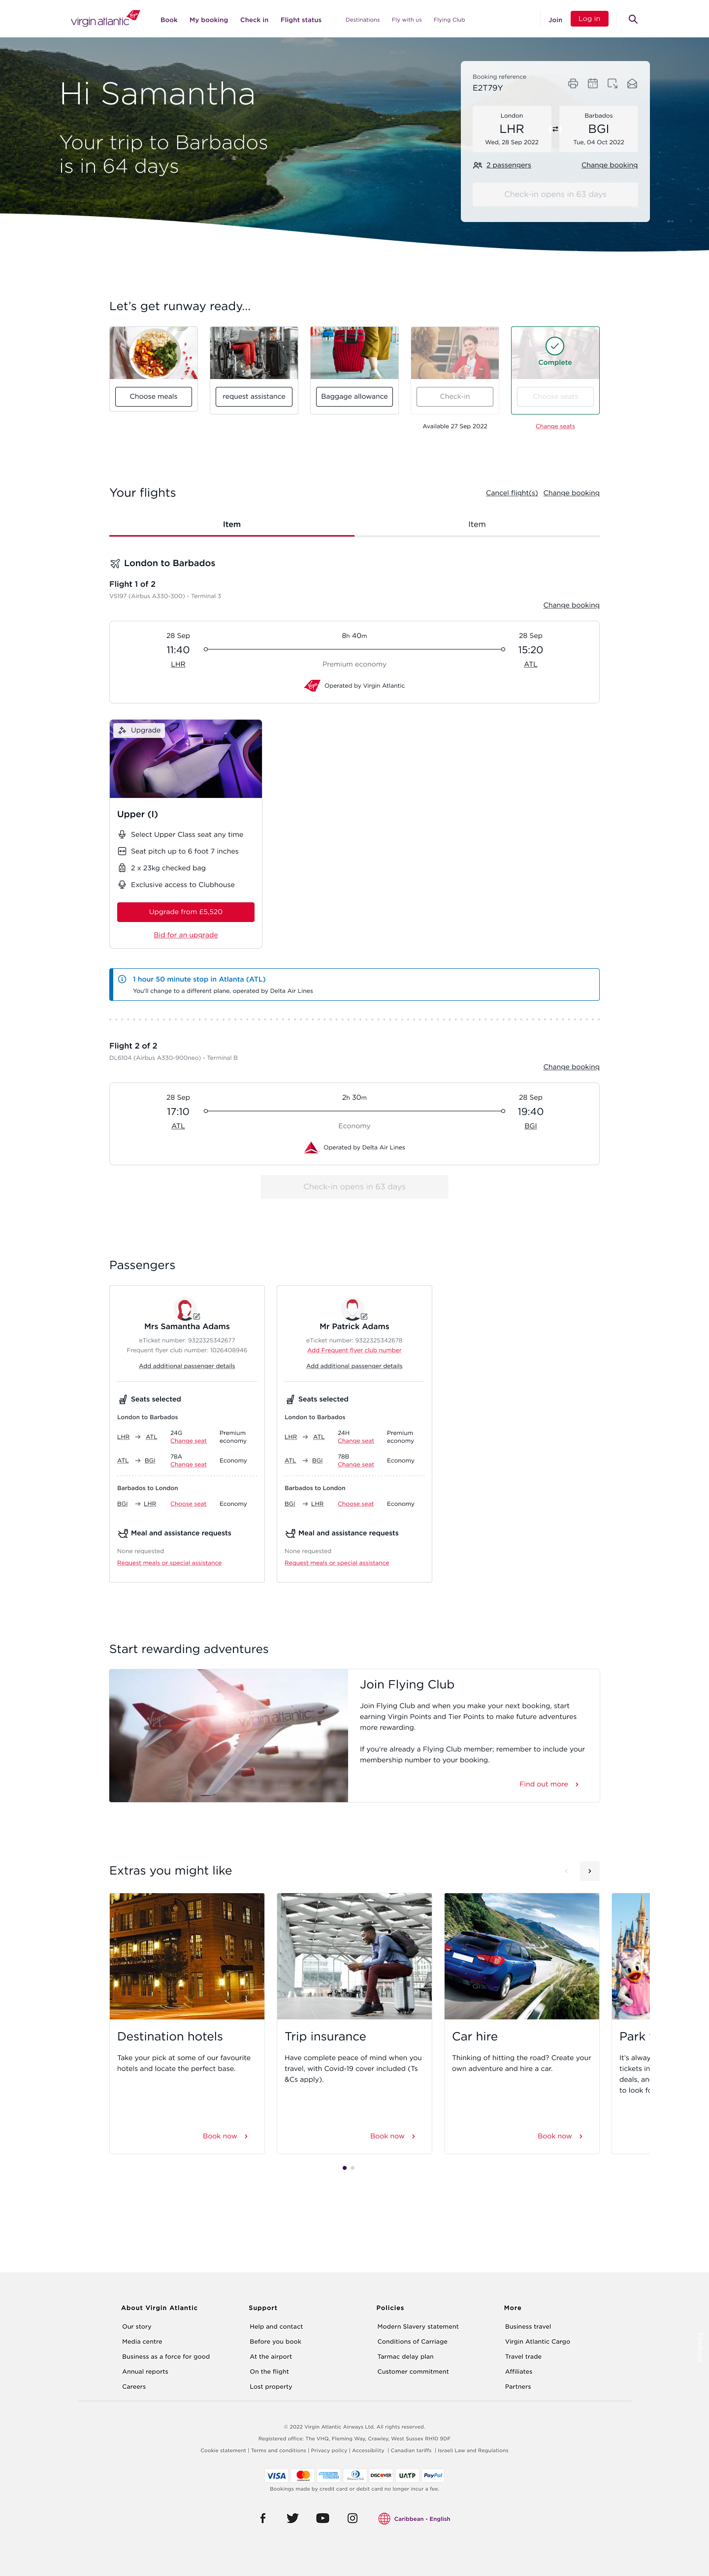 virgin atlantic
Book My booking Check in Flight status Destinations Fly with us Flying Club Join Log in
Hi Samantha
Your trip to Barbados
is in 64 days
Booking reference
E2T79Y
London
LHR
Wed, 28 Sep 2022
Barbados
BGI
Tue, 04 Oct 2022
2 passengers
Change booking
Check-in opens in 63 days
Let's get runway ready...
Choose meals
request assistance
Baggage allowance
Check-in
Available 27 Sep 2022
Complete
Choose seats
Change seats
Your flights
Cancel flight(s) Change booking
Item Item
London to Barbados
Flight 1 of 2
VS197 (Airbus A330-300) - Terminal 3
Change booking
28 Sep 8h 40m 28 Sep
11:40 15:20
LHR Premium economy ATL
Operated by Virgin Atlantic
Upgrade
Upper (I)
Select Upper Class seat any time
Seat pitch up to 6 foot 7 inches
2 x 23kg checked bag
Exclusive access to Clubhouse
Upgrade from £5,520
Bid for an upgrade
1 hour 50 minute stop in Atlanta (ATL)
You'll change to a different plane, operated by Delta Air Lines
Flight 2 of 2
DL6104 (Airbus A330-900neo) - Terminal B
Change booking
28 Sep 2h 30m 28 Sep
17:10 19:40
ATL Economy BGI
Operated by Delta Air Lines
Check-in opens in 63 days
Passengers
Mrs Samantha Adams
eTicket number: 9322325342677
Frequent flyer club number: 1026408946
Add additional passenger details
Seats selected
London to Barbados
LHR ATL 24G Change seat Premium economy
ATL BGI 78A Change seat Economy
Barbados to London
BGI LHR Choose seat Economy
Meal and assistance requests
None requested
Request meals or special assistance
Mr Patrick Adams
eTicket number: 9322325342678
Add Frequent flyer club number
Add additional passenger details
Seats selected
London to Barbados
LHR ATL 24H Change seat Premium economy
ATL BGI 78B Change seat Economy
Barbados to London
BGI LHR Choose seat Economy
Meal and assistance requests
None requested
Request meals or special assistance
Start rewarding adventures
virgin atlantic
Join Flying Club
Join Flying Club and when you make your next booking, start
earning Virgin Points and Tier Points to make future adventures
more rewarding.
If you're already a Flying Club member; remember to include your
membership number to your booking.
Find out more
Extras you might like
Destination hotels
Take your pick at some of our favourite
hotels and locate the perfect base.
Book now
Trip insurance
Have complete peace of mind when you
travel, with Covid-19 cover included (Ts
&Cs apply).
Book now
Car hire
Thinking of hitting the road? Create your
own adventure and hire a car.
Book now
Park
It's alway
tickets in
deals, an
to look fo
About Virgin Atlantic
Our story
Media centre
Business as a force for good
Annual reports
Careers
Support
Help and contact
Before you book
At the airport
On the flight
Lost property
Policies
Modern Slavery statement
Conditions of Carriage
Tarmac delay plan
Customer commitment
More
Business travel
Virgin Atlantic Cargo
Travel trade
Affiliates
Partners
© 2022 Virgin Atlantic Airways Ltd. All rights reserved.
Registered office: The VHQ, Fleming Way, Crawley, West Sussex RH10 9DF
Cookie statement | Terms and conditions | Privacy policy | Accessibility | Canadian tariffs | Israeli Law and Regulations
VISA mastercard DISCOVER UATP PayPal
Bookings made by credit card or debit card no longer incur a fee.
Caribbean - English